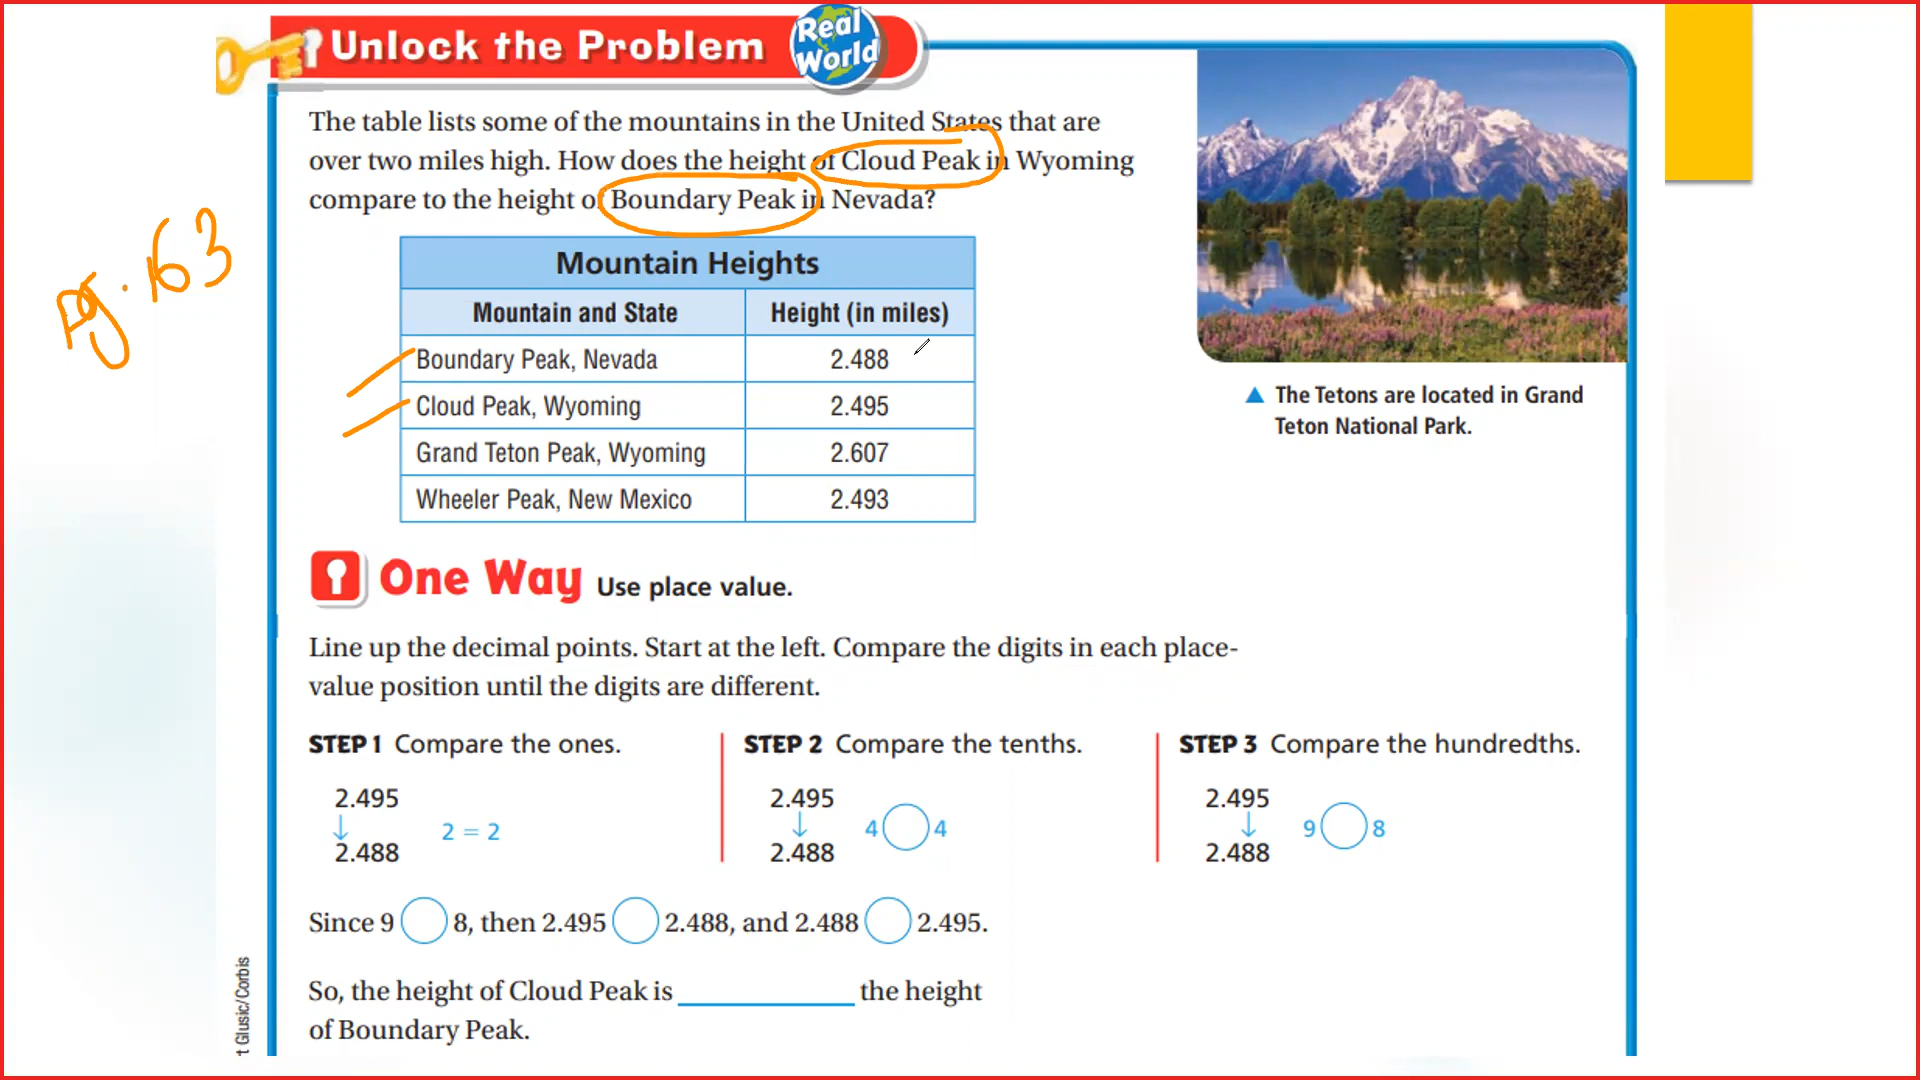 Unlock the Problem
Real
World
The table lists some of the mountains in the United States that are
over two miles high. How does the height of Cloud Peak in Wyoming
compare to the height of Boundary Peak in Nevada?
pg. 163
Mountain Heights
Mountain and State Height (in miles)
Boundary Peak, Nevada 2.488
Cloud Peak, Wyoming 2.495
Grand Teton Peak, Wyoming 2.607
Wheeler Peak, New Mexico 2.493
▲ The Tetons are located in Grand
Teton National Park.
One Way Use place value.
Line up the decimal points. Start at the left. Compare the digits in each place-
value position until the digits are different.
STEP 1 Compare the ones.
2.495
↓ 2 = 2
2.488
STEP 2 Compare the tenths.
2.495
↓ 4 ◯ 4
2.488
STEP 3 Compare the hundredths.
2.495
↓ 9 ◯ 8
2.488
Since 9 ◯ 8, then 2.495 ◯ 2.488, and 2.488 ◯ 2.495.
So, the height of Cloud Peak is ____________ the height
of Boundary Peak.
t Glusic/Corbis